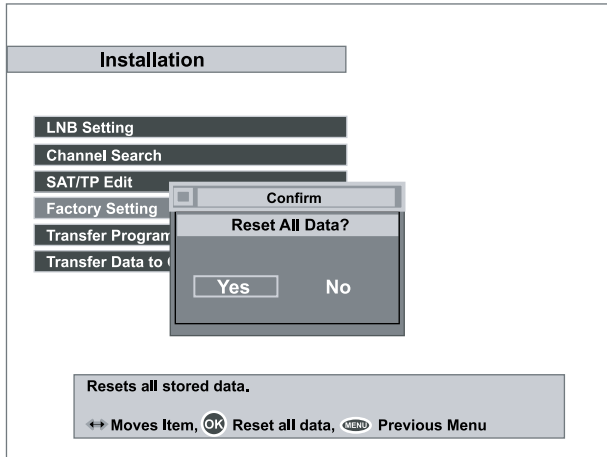 Installation
LNB Setting
Channel Search
SAT/TP Edit
Factory Setting
Transfer Program
Transfer Data to
Confirm
Reset All Data?
Yes No
Resets all stored data.
Moves Item, OK Reset all data, MENU Previous Menu